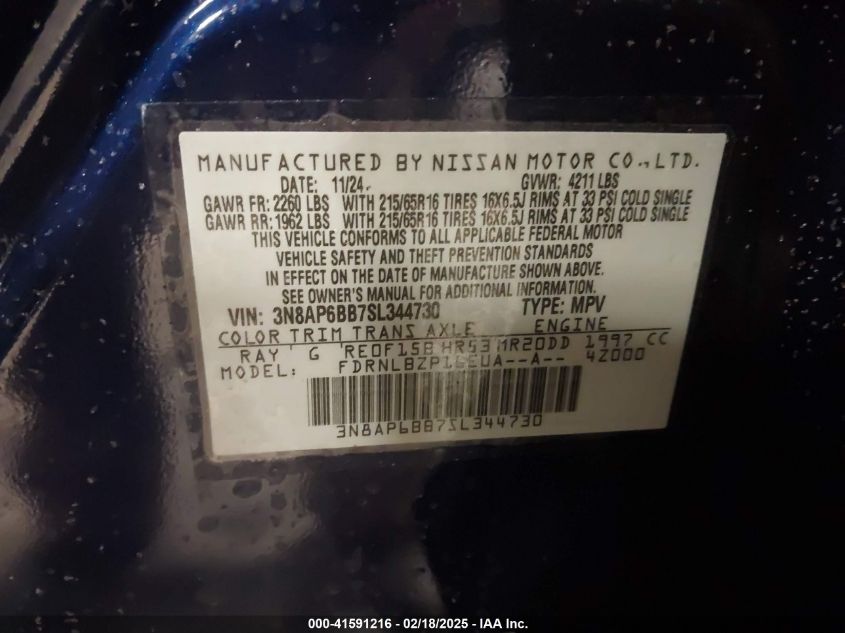 MANUFACTURED BY NISSAN MOTOR CO., LTD.
DATE: 11/24 GVWR: 4211 LBS
GAWR FR: 2260 LBS WITH 215/65R16 TIRES 16X6.5J RIMS AT 33 PSI COLD SINGLE
GAWR RR: 1962 LBS WITH 215/65R16 TIRES 16X6.5J RIMS AT 33 PSI COLD SINGLE
THIS VEHICLE CONFORMS TO ALL APPLICABLE FEDERAL MOTOR
VEHICLE SAFETY AND THEFT PREVENTION STANDARDS
IN EFFECT ON THE DATE OF MANUFACTURE SHOWN ABOVE.
SEE OWNER'S MANUAL FOR ADDITIONAL INFORMATION.
VIN: 3N8AP6BB7SL344730 TYPE: MPV
COLOR TRIM TRANS AXLE ENGINE
RAY G RE0F15B HR53 MR20DD 1997 CC
MODEL: 4Z000
3N8AP6BB7SL344730
000-41591216 - 02/18/2025 - IAA Inc.